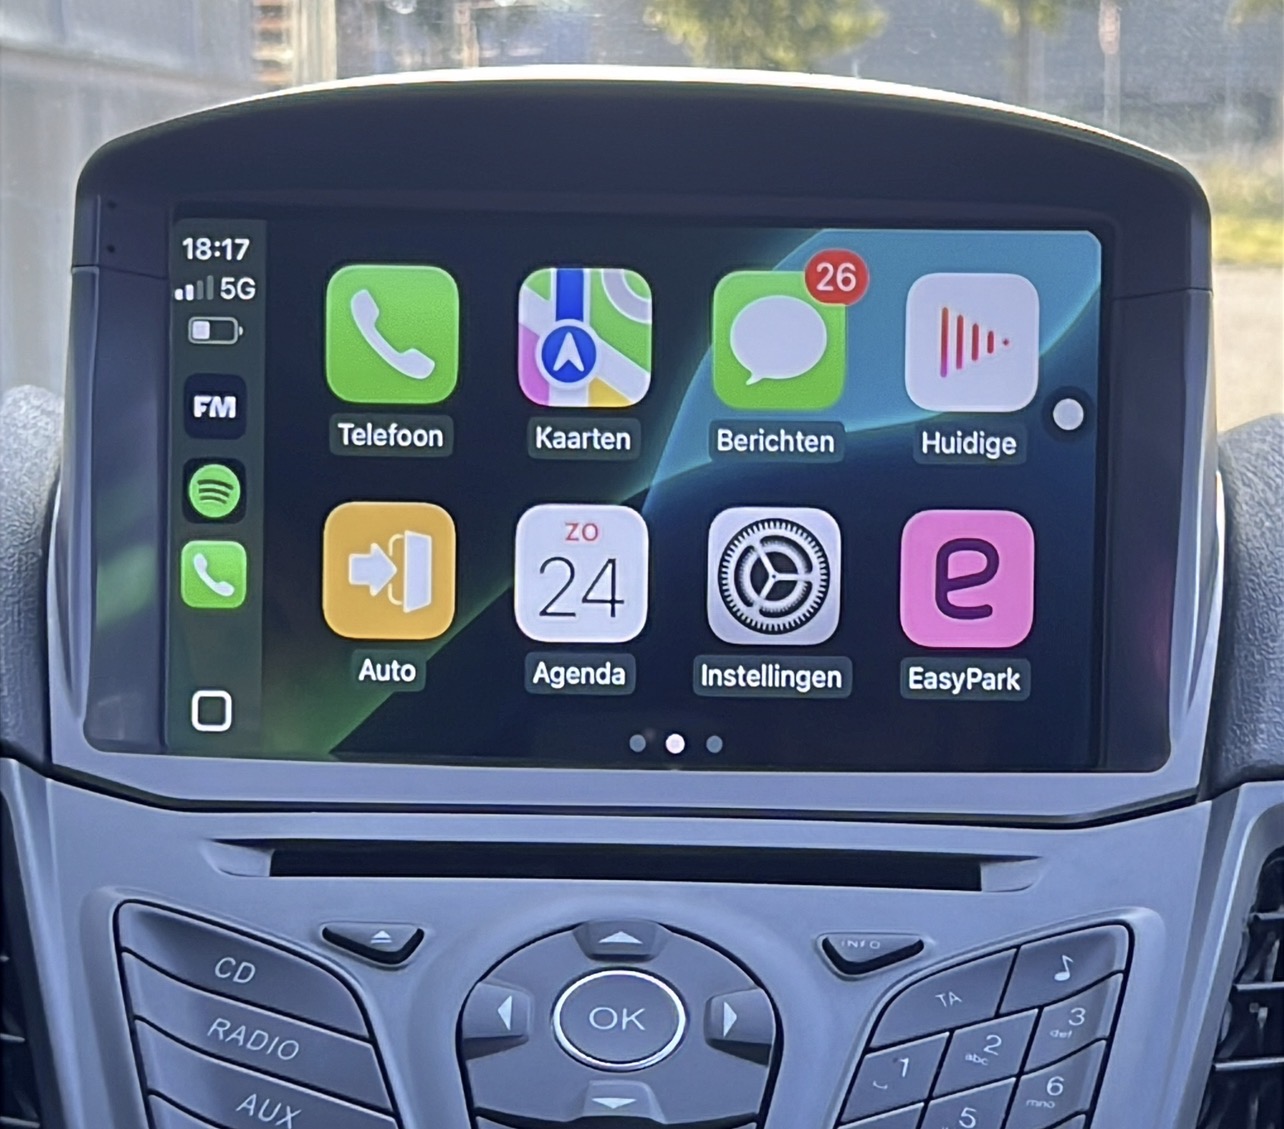 18:17
5G
FM
26
Telefoon
Kaarten
Berichten
Huidige
ZO
24
Auto
Agenda
Instellingen
e
EasyPark
INFO
CD
RADIO
AUX
OK
TA
1
2
abc
3
def
5
6
mno